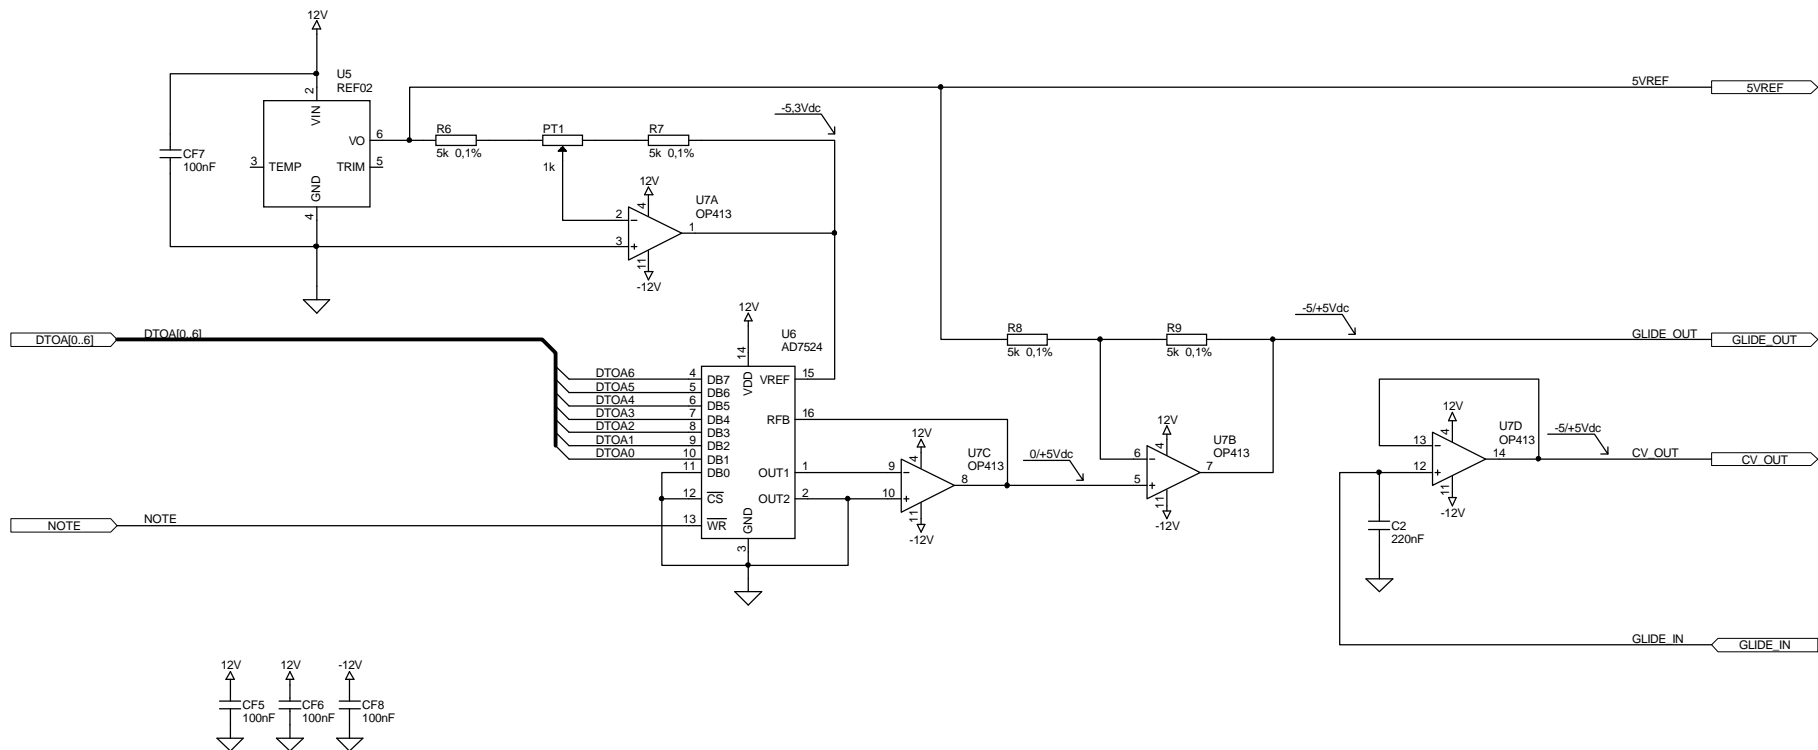 12V
U5
REF02
2
VIN
VO
6
3
TEMP
TRIM
5
GND
4
CF7
100nF
R6
5k 0,1%
PT1
1k
R7
5k 0,1%
-5,3Vdc
5VREF
5VREF
12V
4
U7A
OP413
2
-
3
+
1
11
-12V
DTOA[0..6]
DTOA[0..6]
12V
14
U6
AD7524
VDD
DTOA6
4
DB7
VREF
15
DTOA5
5
DB6
DTOA4
6
DB5
DTOA3
7
DB4
RFB
16
DTOA2
8
DB3
DTOA1
9
DB2
DTOA0
10
DB1
11
DB0
OUT1
1
12
CS
OUT2
2
NOTE
NOTE
13
WR
GND
3
12V
4
U7C
OP413
9
-
10
+
8
11
-12V
0/+5Vdc
R8
5k 0,1%
R9
5k 0,1%
-5/+5Vdc
GLIDE_OUT
GLIDE_OUT
12V
4
U7B
OP413
6
-
5
+
7
11
-12V
12V
4
U7D
OP413
13
-
12
+
14
11
-12V
-5/+5Vdc
CV_OUT
CV_OUT
C2
220nF
GLIDE_IN
GLIDE_IN
12V
CF5
100nF
12V
CF6
100nF
-12V
CF8
100nF